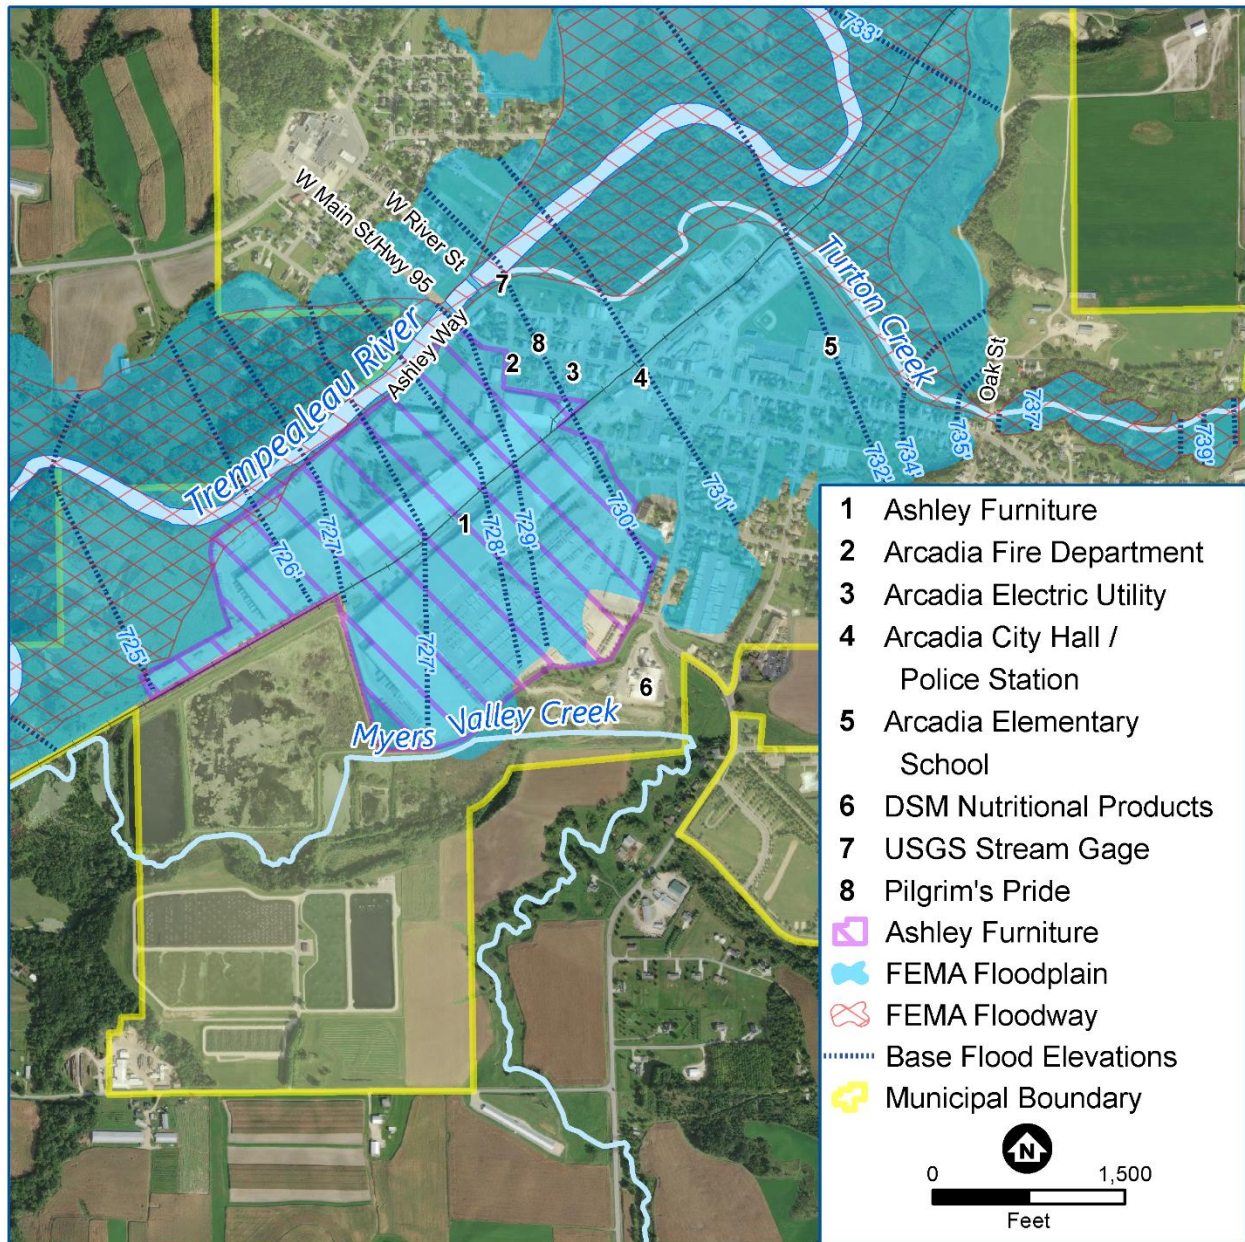 733'
W Main St/Hwy 95
W River St
7
Trempealeau River
Ashley Way
8
2
3
4
5
Turton Creek
Oak St
737'
739'
735'
734'
732'
731'
730'
729'
728'
727'
727'
726'
725'
1
6
Myers Valley Creek
1 Ashley Furniture
2 Arcadia Fire Department
3 Arcadia Electric Utility
4 Arcadia City Hall /
Police Station
5 Arcadia Elementary
School
6 DSM Nutritional Products
7 USGS Stream Gage
8 Pilgrim's Pride
Ashley Furniture
FEMA Floodplain
FEMA Floodway
Base Flood Elevations
Municipal Boundary
N
0 1,500
Feet